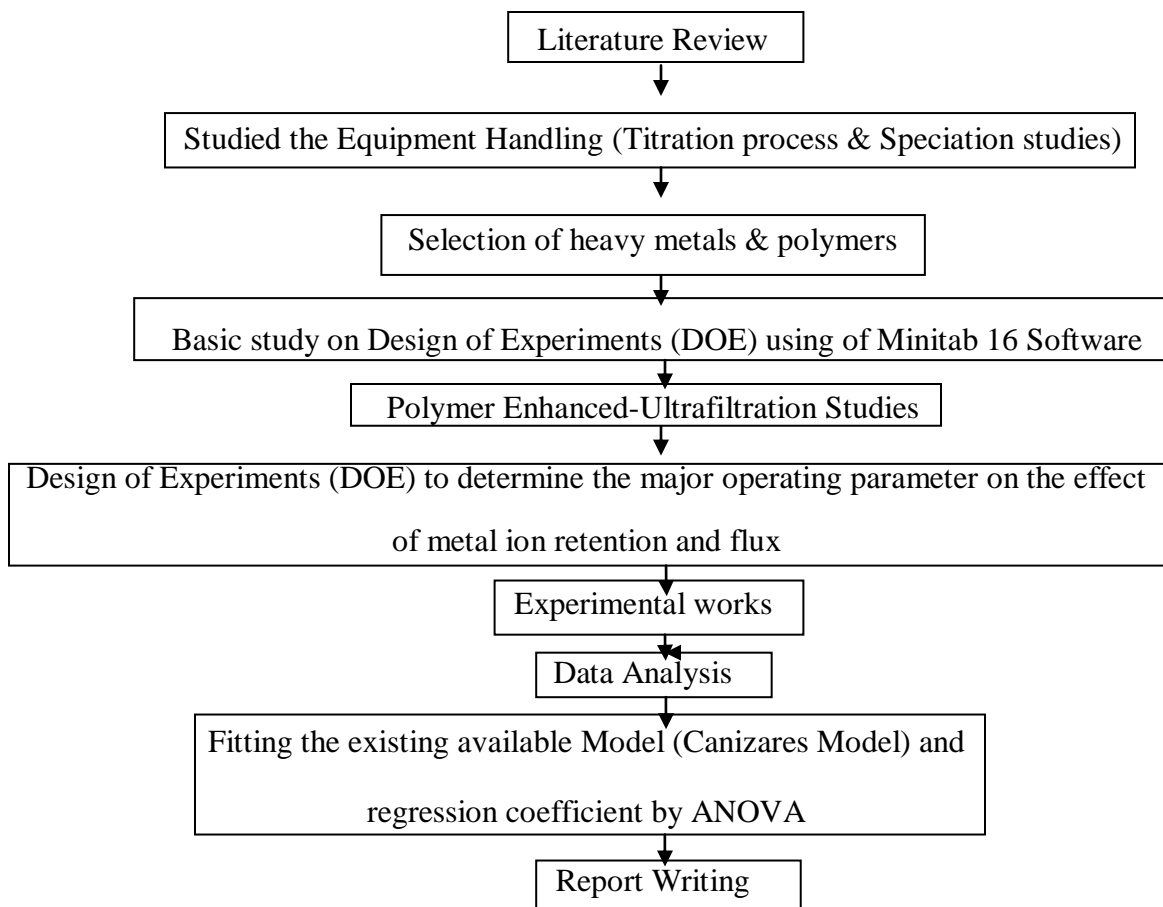 Literature Review
Studied the Equipment Handling (Titration process & Speciation studies)
Selection of heavy metals & polymers
Basic study on Design of Experiments (DOE) using of Minitab 16 Software
Polymer Enhanced-Ultrafiltration Studies
Design of Experiments (DOE) to determine the major operating parameter on the effect
of metal ion retention and flux
Experimental works
Data Analysis
Fitting the existing available Model (Canizares Model) and
regression coefficient by ANOVA
Report Writing